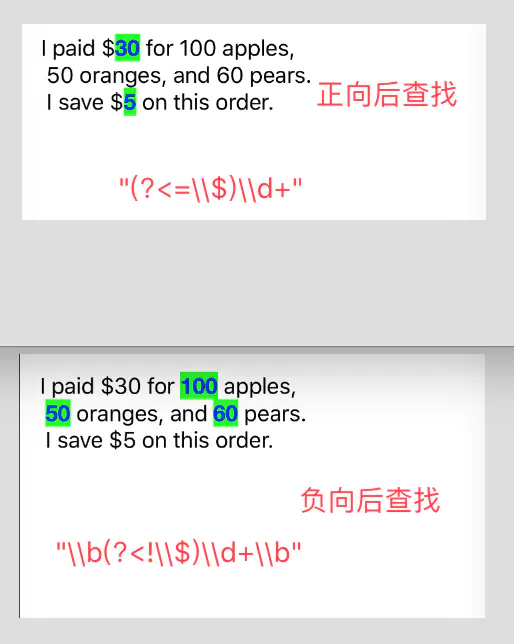 I paid $30 for 100 apples,
50 oranges, and 60 pears.
I save $5 on this order.
正向后查找
"(?<=\\$)\\d+"
I paid $30 for 100 apples,
50 oranges, and 60 pears.
I save $5 on this order.
负向后查找
"\\b(?<!\\$)\\d+\\b"